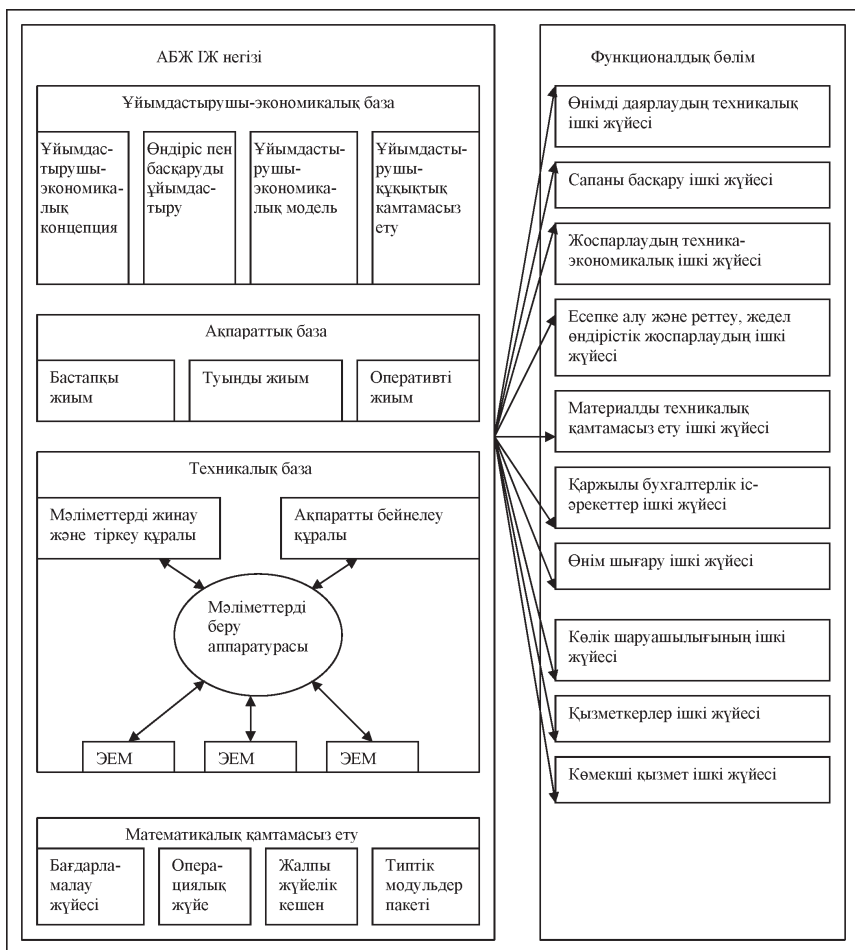 АБЖ ІЖ негізі
Ұйымдастырушы-экономикалық база
Ұйымдас-
тырушы-
экономика-
лық
концепция
Өндіріс пен
басқаруды
ұйымдас-
тыру
Ұйымдасты-
рушы-
экономика-
лық модель
Ұйымдасты-
рушы-
құқықтық
қамтамасыз
ету
Ақпараттық база
Бастапқы
жиым
Туынды жиым
Оперативті
жиым
Техникалық база
Мәліметтерді жинау
және тіркеу құралы
Ақпаратты бейнелеу
құралы
Мәліметтерді
беру
аппаратурасы
ЭЕМ
ЭЕМ
ЭЕМ
Математикалық қамтамасыз ету
Бағдарла-
малау
жүйесі
Опера-
циялық
жүйе
Жалпы
жүйелік
кешен
Типтік
модульдер
пакеті
Функционалдық бөлім
Өнімді даярлаудың техникалық
ішкі жүйесі
Сапаны басқару ішкі жүйесі
Жоспарлаудың техника-
экономикалық ішкі жүйесі
Есепке алу және реттеу, жедел
өндірістік жоспарлаудың ішкі
жүйесі
Материалды техникалық
қамтамасыз ету ішкі жүйесі
Қаржылы бухгалтерлік іс-
әрекеттер ішкі жүйесі
Өнім шығару ішкі жүйесі
Көлік шаруашылығының ішкі
жүйесі
Қызметкерлер ішкі жүйесі
Көмекші қызмет ішкі жүйесі